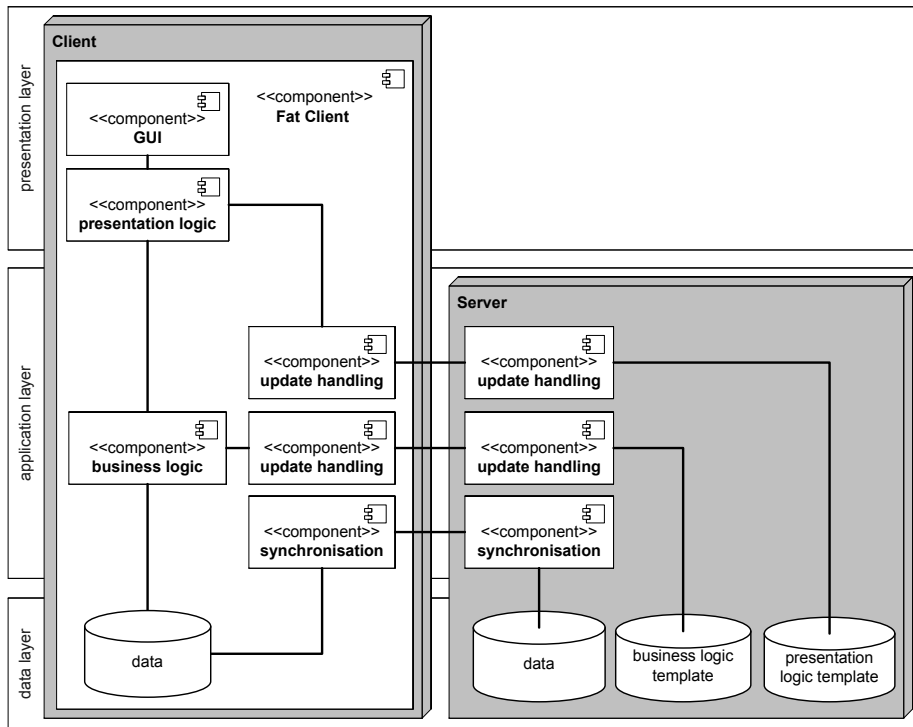 presentation layer
Client
<<component>>
Fat Client
<<component>>
GUI
<<component>>
presentation logic
application layer
Server
<<component>>
update handling
<<component>>
update handling
<<component>>
business logic
<<component>>
update handling
<<component>>
update handling
<<component>>
synchronisation
<<component>>
synchronisation
data layer
data
data
business logic
template
presentation
logic template